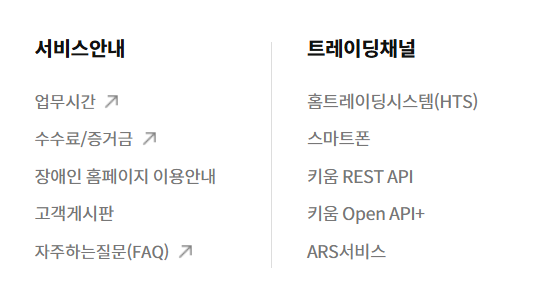 서비스안내
업무시간
수수료/증거금
장애인 홈페이지 이용안내
고객게시판
자주하는질문(FAQ)
트레이딩채널
홈트레이딩시스템(HTS)
스마트폰
키움 REST API
키움 Open API+
ARS서비스